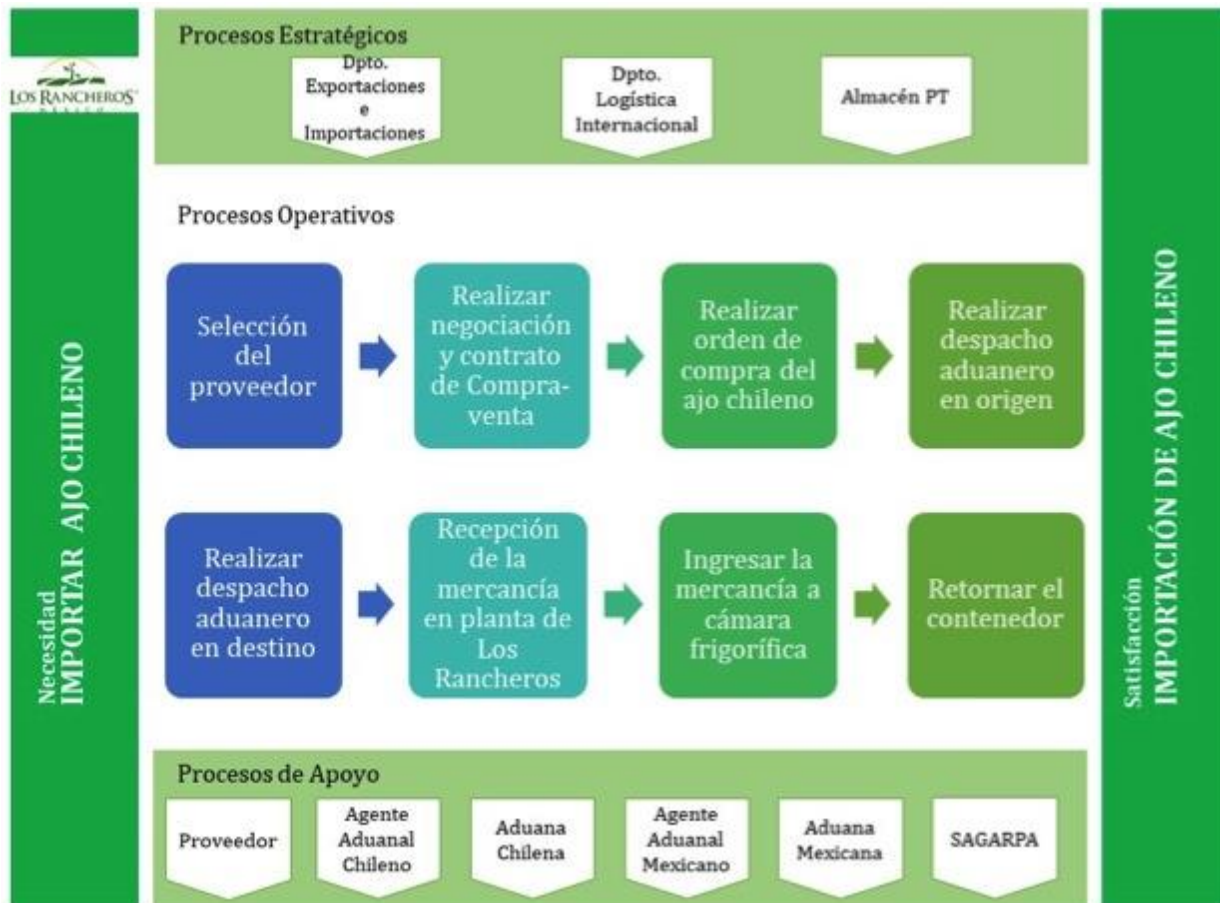 Procesos Estratégicos
Dpto.
Exportaciones
e
Importaciones
Dpto.
Logística
Internacional
Almacén PT
LOS RANCHEROS
Necesidad
IMPORTAR AJO CHILENO
Procesos Operativos
Selección
del
proveedor
Realizar
negociación
y contrato
de Compra-
venta
Realizar
orden de
compra del
ajo chileno
Realizar
despacho
aduanero
en origen
Realizar
despacho
aduanero
en destino
Recepción
de la
mercancía
en planta de
Los
Rancheros
Ingresar la
mercancía a
cámara
frigorífica
Retornar el
contenedor
Satisfacción
IMPORTACIÓN DE AJO CHILENO
Procesos de Apoyo
Proveedor
Agente
Aduanal
Chileno
Aduana
Chilena
Agente
Aduanal
Mexicano
Aduana
Mexicana
SAGARPA